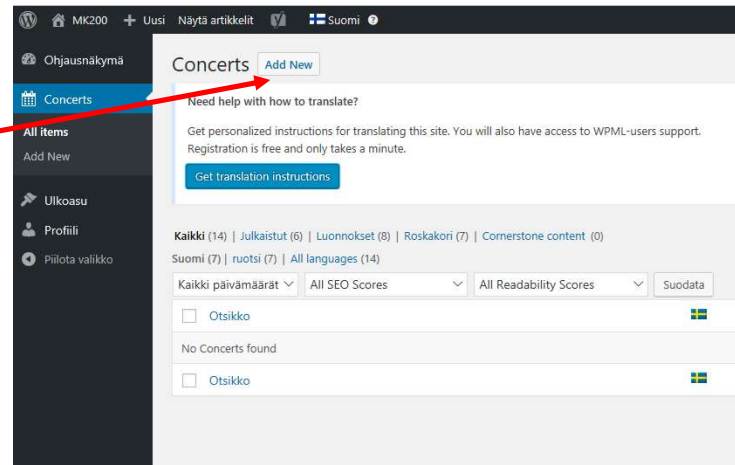 MK200 + Uusi Näytä artikkelit Suomi ?
Ohjausnäkymä
Concerts
All items
Add New
Ulkoasu
Profiili
Piilota valikko
Concerts Add New
Need help with how to translate?
Get personalized instructions for translating this site. You will also have access to WPML-users support.
Registration is free and only takes a minute.
Get translation instructions
Kaikki (14) | Julkaistut (6) | Luonnokset (8) | Roskakori (7) | Cornerstone content (0)
Suomi (7) | ruotsi (7) | All languages (14)
Kaikki päivämäärät All SEO Scores All Readability Scores Suodata
Otsikko
No Concerts found
Otsikko